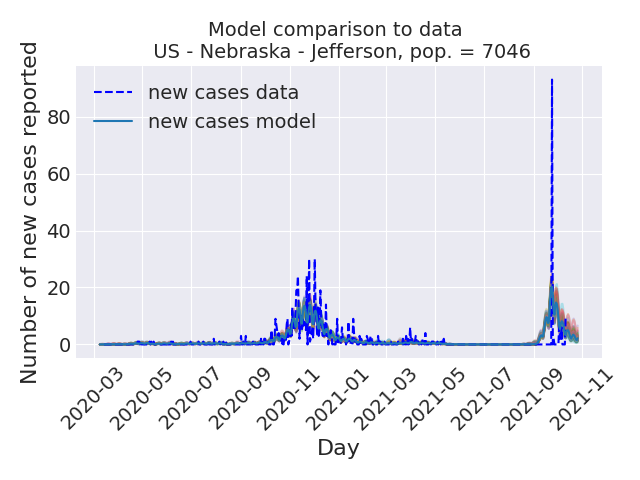 Model comparison to data
US - Nebraska - Jefferson, pop. = 7046
Number of new cases reported
80
60
40
20
0
new cases data
new cases model
2020-03
2020-05
2020-07
2020-09
2020-11
2021-01
2021-03
2021-05
2021-07
2021-09
2021-11
Day